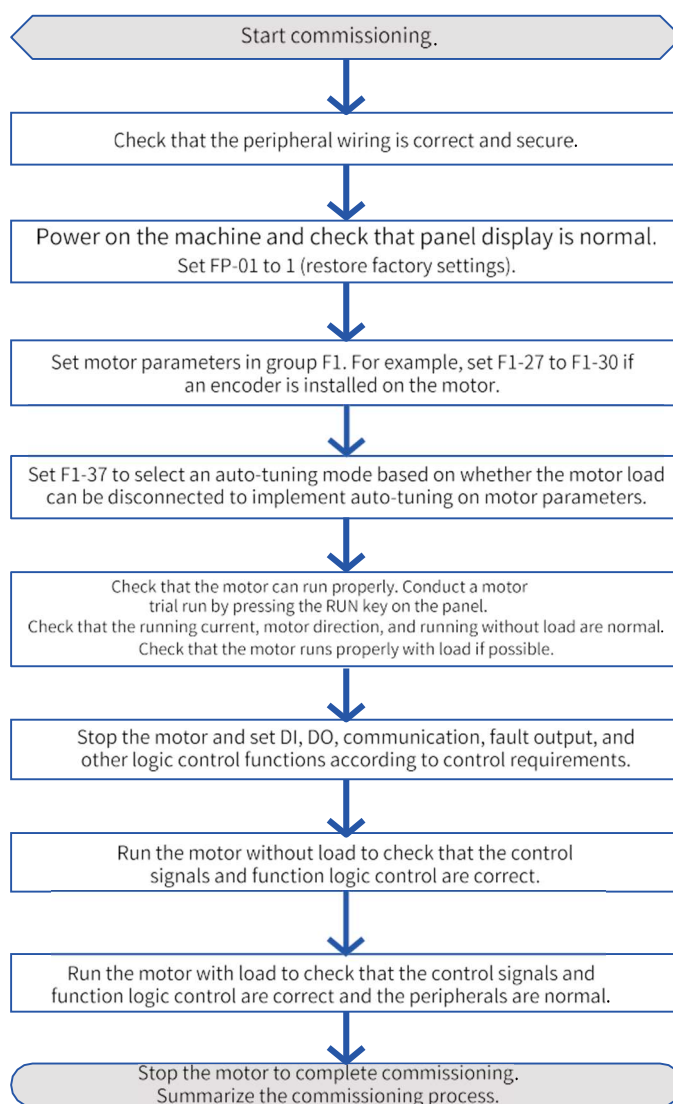 Start commissioning.
Check that the peripheral wiring is correct and secure.
Power on the machine and check that panel display is normal.
Set FP-01 to 1 (restore factory settings).
Set motor parameters in group F1. For example, set F1-27 to F1-30 if
an encoder is installed on the motor.
Set F1-37 to select an auto-tuning mode based on whether the motor load
can be disconnected to implement auto-tuning on motor parameters.
Check that the motor can run properly. Conduct a motor
trial run by pressing the RUN key on the panel.
Check that the running current, motor direction, and running without load are normal.
Check that the motor runs properly with load if possible.
Stop the motor and set DI, DO, communication, fault output, and
other logic control functions according to control requirements.
Run the motor without load to check that the control
signals and function logic control are correct.
Run the motor with load to check that the control signals and
function logic control are correct and the peripherals are normal.
Stop the motor to complete commissioning.
Summarize the commissioning process.